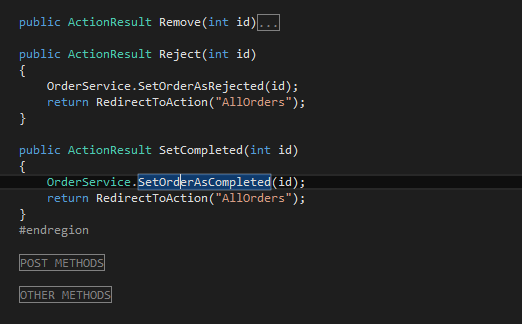 public ActionResult Remove(int id)...
public ActionResult Reject(int id)
{
OrderService.SetOrderAsRejected(id);
return RedirectToAction("AllOrders");
}
public ActionResult SetCompleted(int id)
{
OrderService.SetOrderAsCompleted(id);
return RedirectToAction("AllOrders");
}
#endregion
POST METHODS
OTHER METHODS